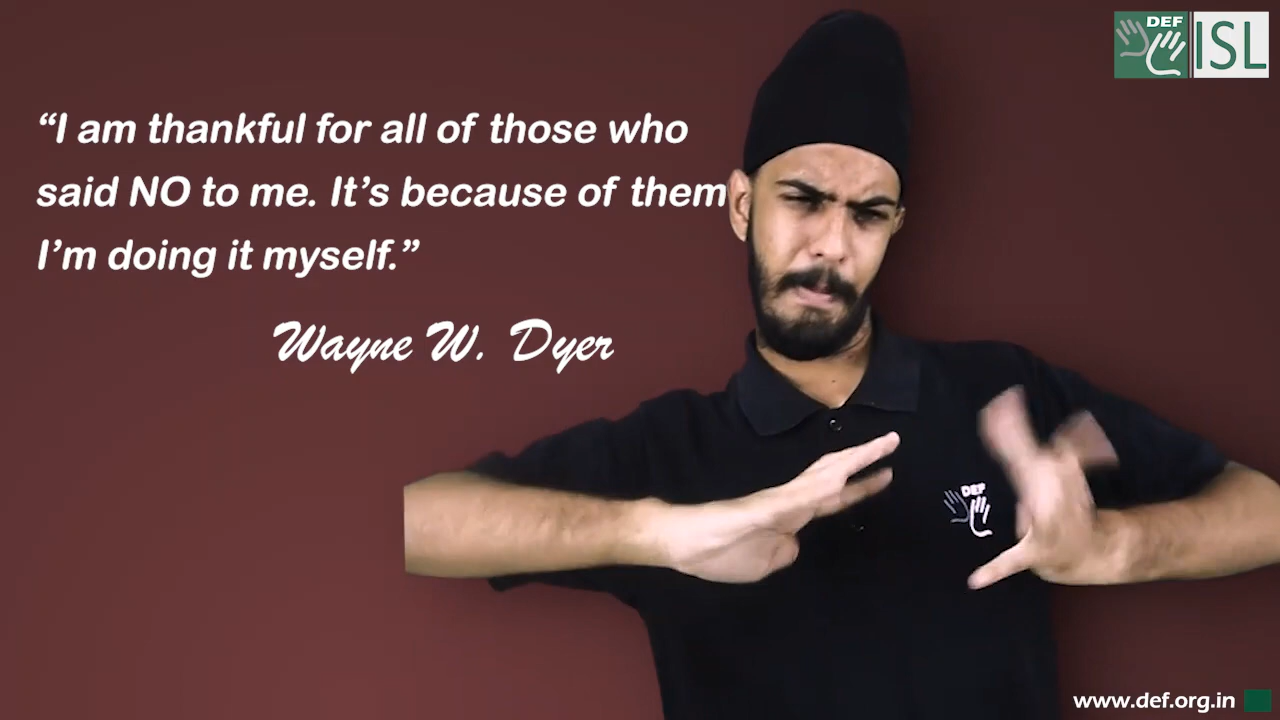 DEF
ISL
“I am thankful for all of those who
said NO to me. It’s because of them
I’m doing it myself.”
Wayne W. Dyer
DEF
www.def.org.in